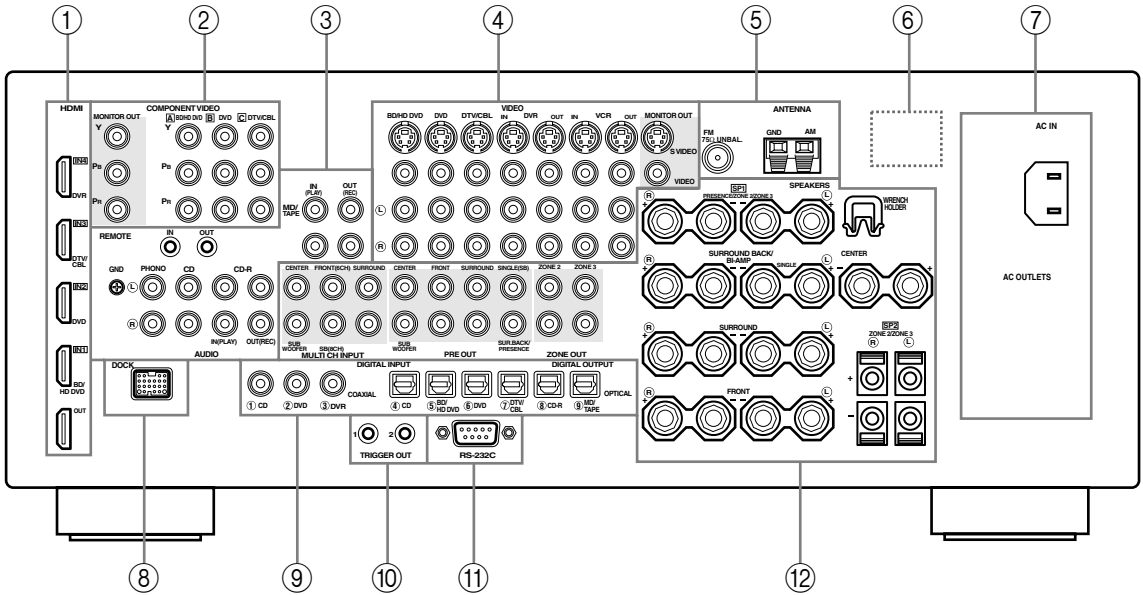 ① ② ③ ④ ⑤ ⑥ ⑦
HDMI
COMPONENT VIDEO
MONITOR OUT
A BD/HD DVD B DVD C DTV/CBL
Y Y
PB PB
PR PR
IN4
DVR
IN3
DTV/
CBL
IN2
DVD
IN1
BD/
HD DVD
OUT
REMOTE IN OUT
GND PHONO CD CD-R
L
R
IN(PLAY) OUT(REC)
AUDIO
IN
(PLAY)
OUT
(REC)
MD/
TAPE
VIDEO
BD/HD DVD DVD DTV/CBL IN DVR OUT IN VCR OUT MONITOR OUT
S VIDEO
VIDEO
L
R
CENTER FRONT(6CH) SURROUND CENTER FRONT SURROUND SINGLE(SB) ZONE 2 ZONE 3
SUB
WOOFER
SB(8CH)
SUB
WOOFER
SUR.BACK/
PRESENCE
MULTI CH INPUT PRE OUT ZONE OUT
ANTENNA
FM
75Ω UNBAL.
GND AM
AC IN
AC OUTLETS
SP1 SPEAKERS
R PRESENCE/ZONE 2/ZONE 3 L
+ +
WRENCH
HOLDER
R SURROUND BACK/
BI-AMP L CENTER
+ SINGLE + – +
R SURROUND L
+ +
SP2
ZONE 2/ZONE 3
R L
+
–
R FRONT L
+ +
DOCK
DIGITAL INPUT DIGITAL OUTPUT
COAXIAL OPTICAL
① CD ② DVD ③ DVR ④ CD ⑤ BD/
HD DVD ⑥ DVD ⑦ DTV/
CBL ⑧ CD-R ⑨ MD/
TAPE
1 2
TRIGGER OUT
RS-232C
⑧ ⑨ ⑩ ⑪ ⑫